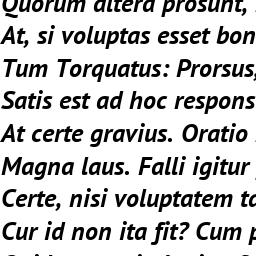 Quorum altera prosunt,
At, si voluptas esset bon
Tum Torquatus: Prorsus,
Satis est ad hoc respons
At certe gravius. Oratio
Magna laus. Falli igitur
Certe, nisi voluptatem ta
Cur id non ita fit? Cum p